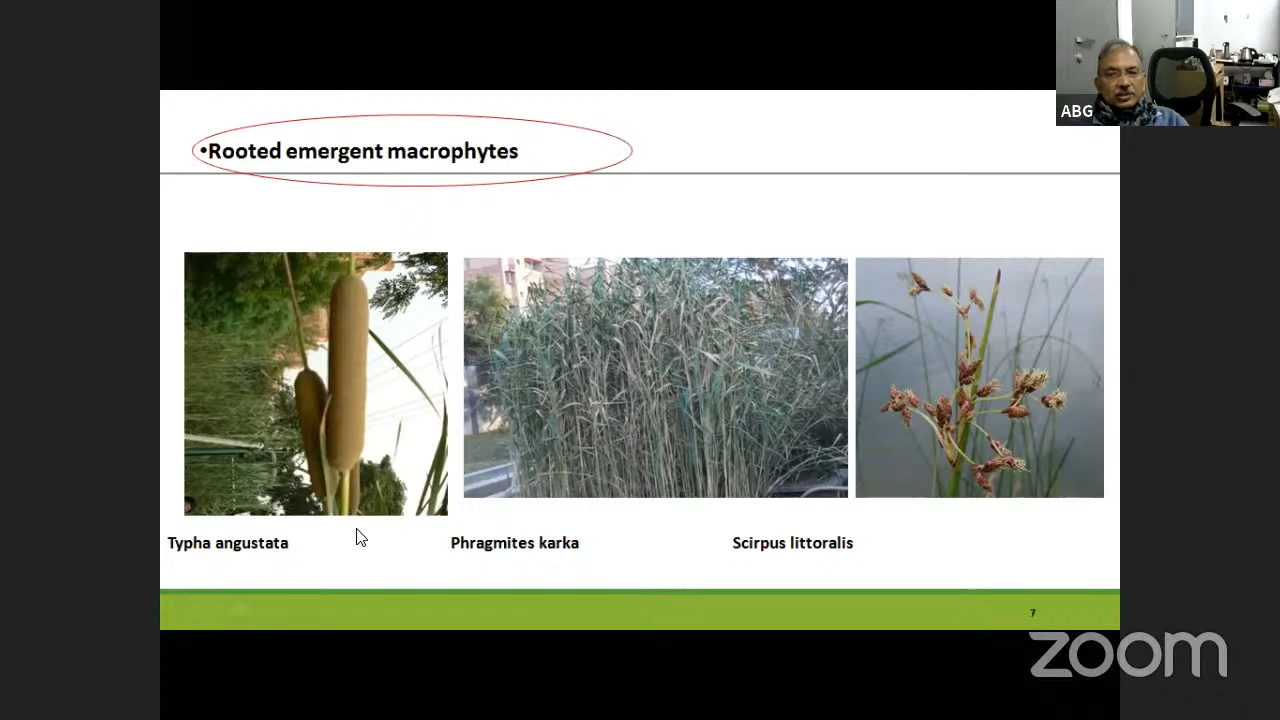 ABG
•Rooted emergent macrophytes
Typha angustata
Phragmites karka
Scirpus littoralis
7
zoom